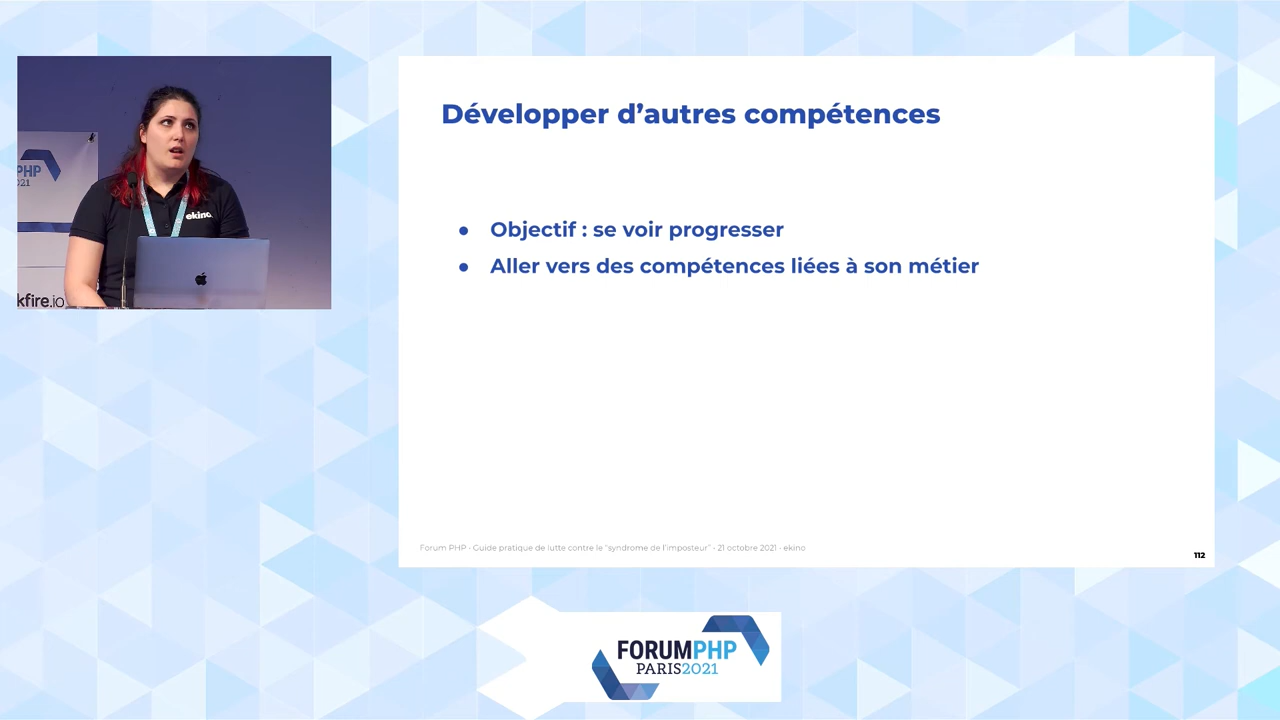 Développer d’autres compétences
● Objectif : se voir progresser
● Aller vers des compétences liées à son métier
Forum PHP - Guide pratique de lutte contre le "syndrome de l'imposteur" - 21 octobre 2021 - ekino
112
PHP
2021
ekino.
kfire.io
FORUMPHP
PARIS2021